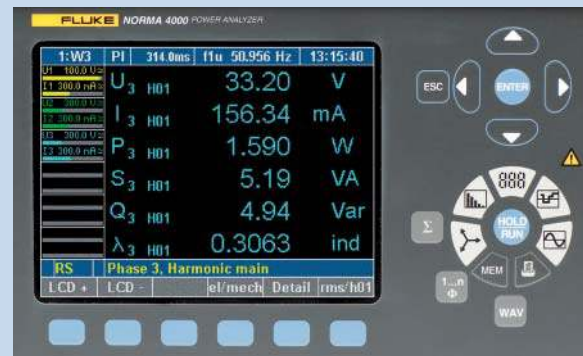 FLUKE NORMA 4000 POWER ANALYZER
1:W3 PI 314.0ms f1u 50.956 Hz 13:15:40
U1 100.0 U
I1 300.0 mA
U2 300.0 U
I2 300.0 mA
U3 300.0 U
I3 300.0 mA
U3 H01 33.20 V
I3 H01 156.34 mA
P3 H01 1.590 W
S3 H01 5.19 VA
Q3 H01 4.94 Var
λ3 H01 0.3063 ind
RS Phase 3, Harmonic main
LCD + LCD - el/mech Detail rms/h01
ESC ENTER
888
Σ HOLD RUN
1...n Φ MEM
WAV